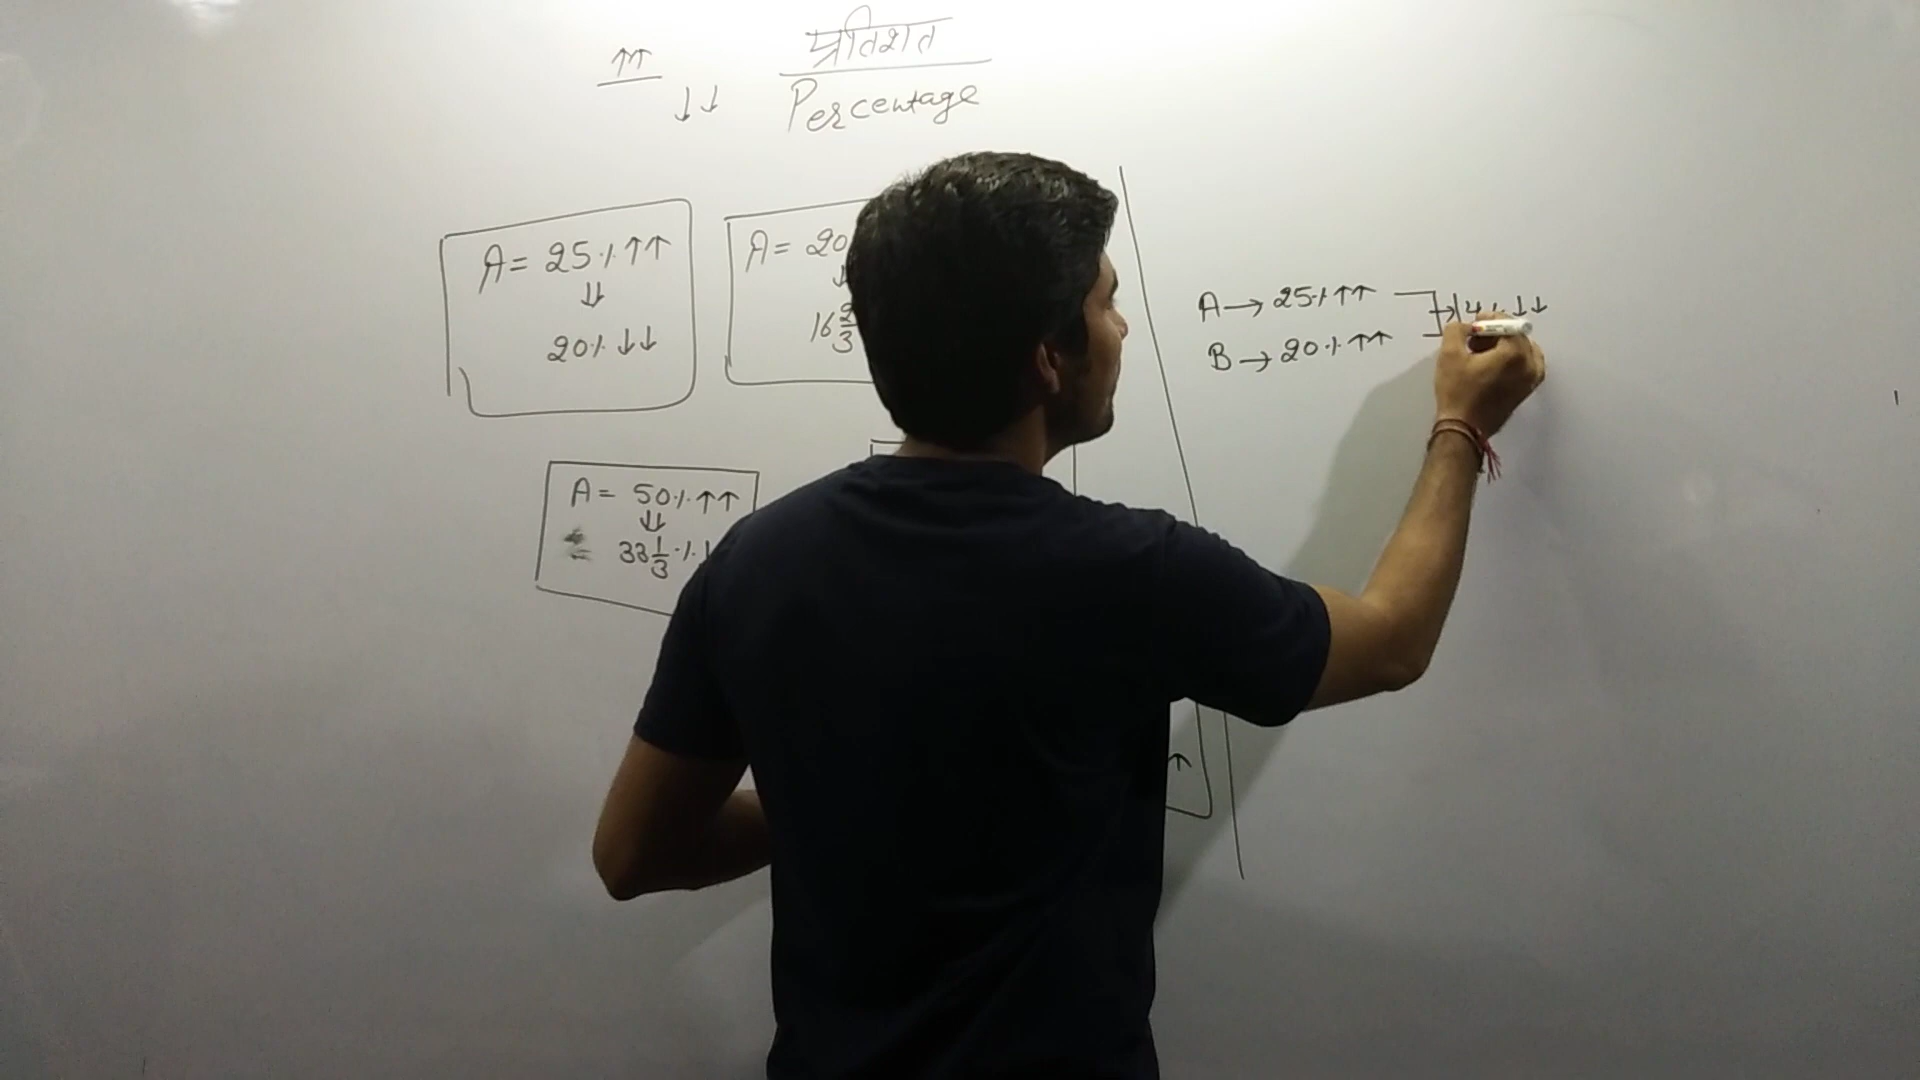 ↑↑
↓↓
प्रतिशत
Percentage
A = 25% ↑↑
⇓
20% ↓↓
A = 20
16 2/3
A = 50% ↑↑
⇓
33 1/3 %
A → 25% ↑↑
B → 20% ↑↑
→ 4% ↓↓
↑